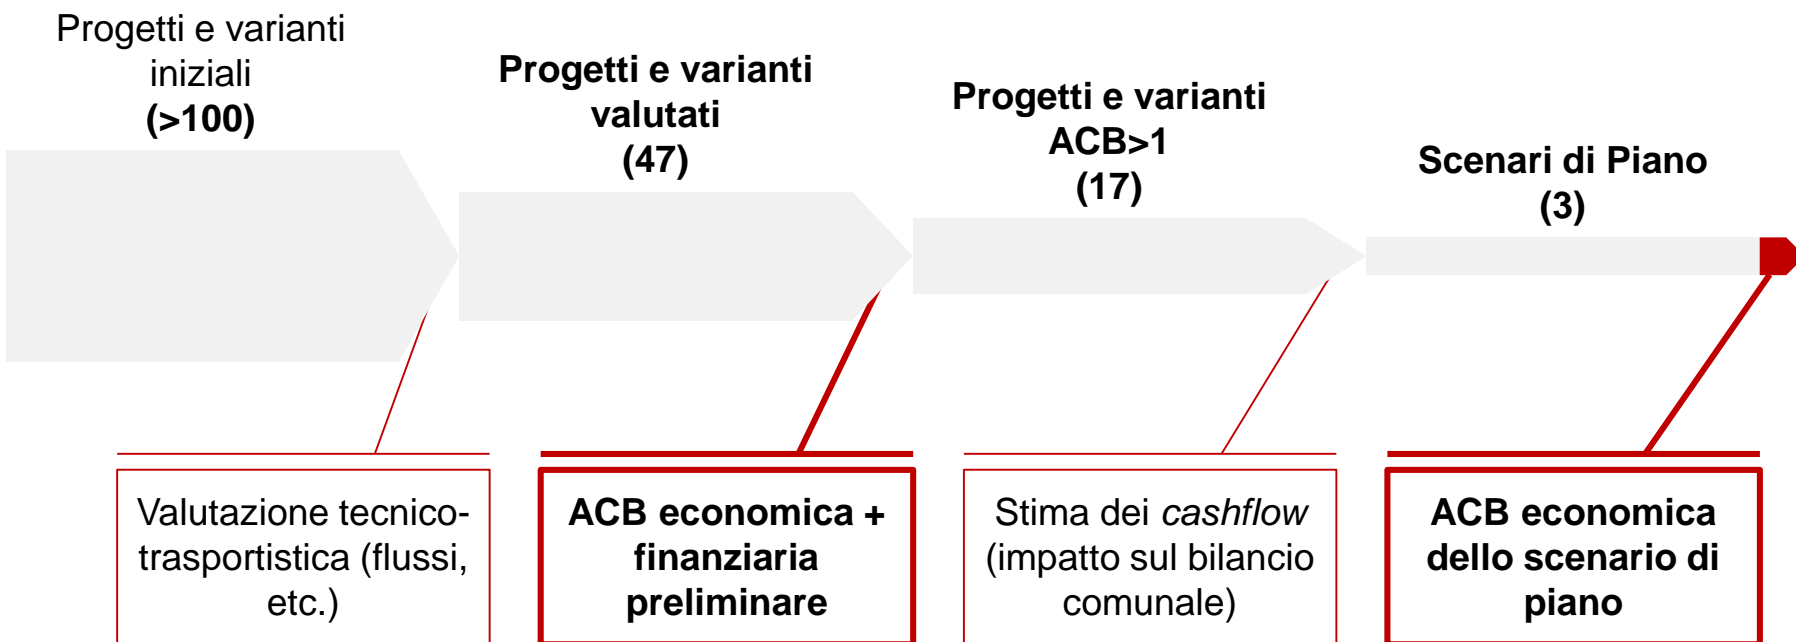 Progetti e varianti
iniziali
(>100)
Progetti e varianti
valutati
(47)
Progetti e varianti
ACB>1
(17)
Scenari di Piano
(3)
Valutazione tecnico-
trasportistica (flussi,
etc.)
ACB economica +
finanziaria
preliminare
Stima dei cashflow
(impatto sul bilancio
comunale)
ACB economica
dello scenario di
piano